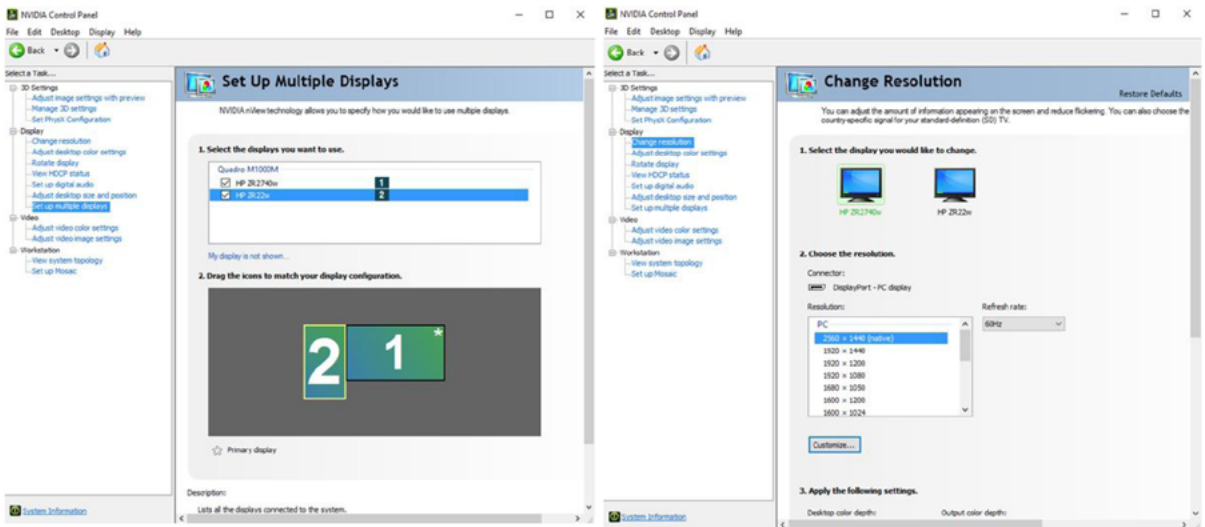 NVIDIA Control Panel
File Edit Desktop Display Help
Back
Select a Task...
3D Settings
Adjust image settings with preview
Manage 3D settings
Set PhysX Configuration
Display
Change resolution
Adjust desktop color settings
Rotate display
View HDCP status
Set up digital audio
Adjust desktop size and position
Set up multiple displays
Video
Adjust video color settings
Adjust video image settings
Workstation
View system topology
Set up Mosaic
System Information
Set Up Multiple Displays
NVIDIA nView technology allows you to specify how you would like to use multiple displays.
1. Select the displays you want to use.
Quadro M1000M
HP ZR2740w 1
HP ZR22w 2
My display is not shown...
2. Drag the icons to match your display configuration.
2 1
Primary display
Description:
Lists all the displays connected to the system.
NVIDIA Control Panel
File Edit Desktop Display Help
Back
Select a Task...
3D Settings
Adjust image settings with preview
Manage 3D settings
Set PhysX Configuration
Display
Change resolution
Adjust desktop color settings
Rotate display
View HDCP status
Set up digital audio
Adjust desktop size and position
Set up multiple displays
Video
Adjust video color settings
Adjust video image settings
Workstation
View system topology
Set up Mosaic
System Information
Change Resolution
Restore Defaults
You can adjust the amount of information appearing on the screen and reduce flickering. You can also choose the
country-specific signal for your standard-definition (SD) TV.
1. Select the display you would like to change.
HP ZR2740w HP ZR22w
2. Choose the resolution.
Connector:
DisplayPort - PC display
Resolution: Refresh rate:
PC 60Hz
2560 × 1440 (native)
1920 × 1440
1920 × 1200
1920 × 1080
1680 × 1050
1600 × 1200
1600 × 1024
Customize...
3. Apply the following settings.
Desktop color depth: Output color depth: